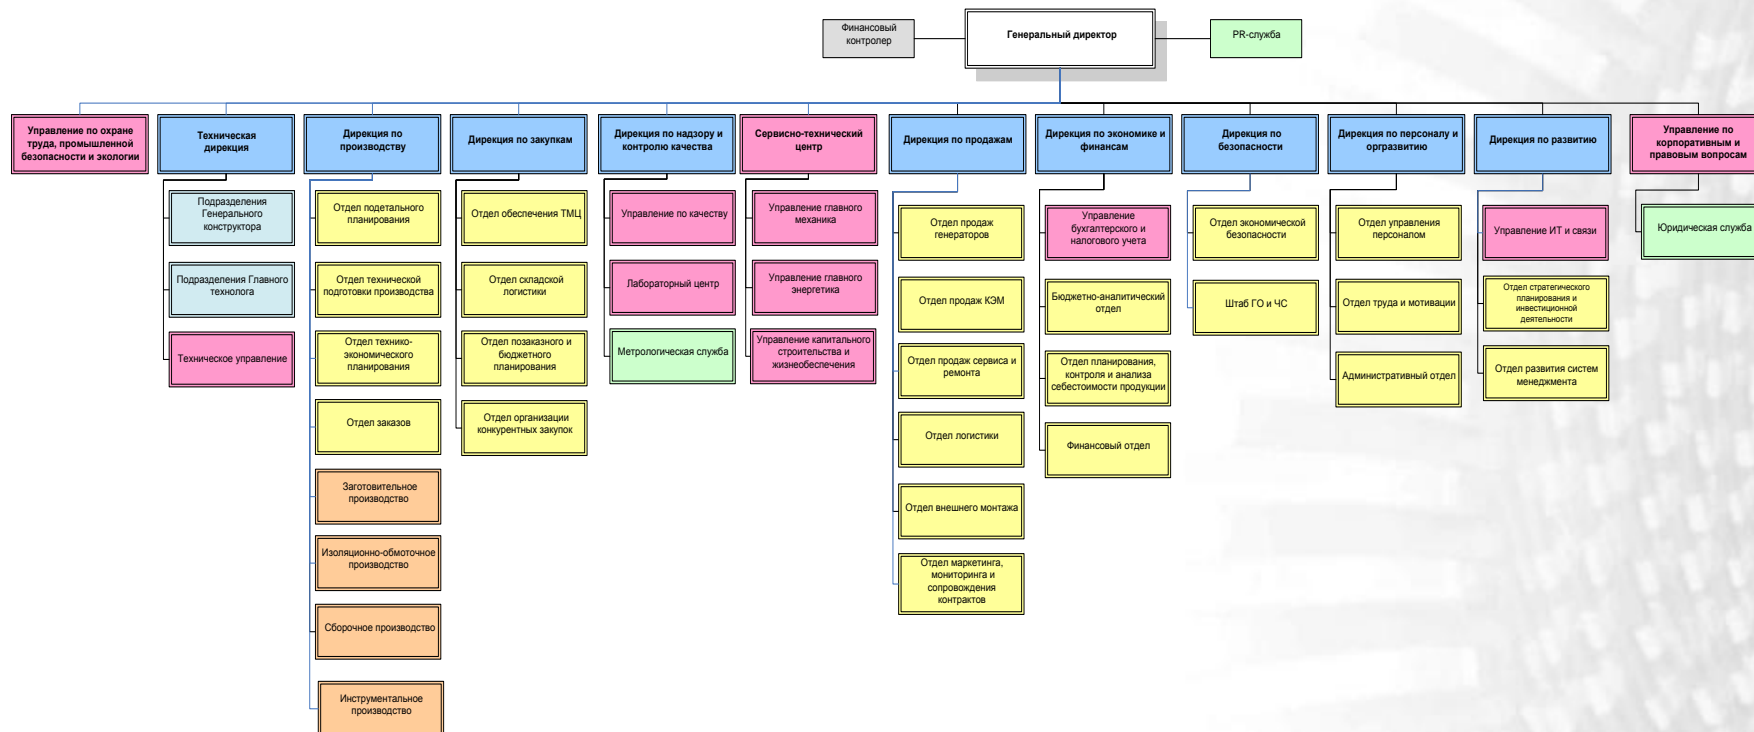 Финансовый
контролер
Генеральный директор
PR-служба
Управление по охране
труда, промышленной
безопасности и экологии
Техническая
дирекция
Дирекция по
производству
Дирекция по закупкам
Дирекция по надзору и
контролю качества
Сервисно-технический
центр
Дирекция по продажам
Дирекция по экономике и
финансам
Дирекция по
безопасности
Дирекция по персоналу и
оргразвитию
Дирекция по развитию
Управление по
корпоративным и
правовым вопросам
Подразделения
Генерального
конструктора
Подразделения Главного
технолога
Техническое управление
Отдел подетального
планирования
Отдел технической
подготовки производства
Отдел технико-
экономического
планирования
Отдел заказов
Заготовительное
производство
Изоляционно-обмоточное
производство
Сборочное производство
Инструментальное
производство
Отдел обеспечения ТМЦ
Отдел складской
логистики
Отдел позаказного и
бюджетного
планирования
Отдел организации
конкурентных закупок
Управление по качеству
Лабораторный центр
Метрологическая служба
Управление главного
механика
Управление главного
энергетика
Управление капитального
строительства и
жизнеобеспечения
Отдел продаж
генераторов
Отдел продаж КЭМ
Отдел продаж сервиса и
ремонта
Отдел логистики
Отдел внешнего монтажа
Отдел маркетинга,
мониторинга и
сопровождения
контрактов
Управление
бухгалтерского и
налогового учета
Бюджетно-аналитический
отдел
Отдел планирования,
контроля и анализа
себестоимости продукции
Финансовый отдел
Отдел экономической
безопасности
Штаб ГО и ЧС
Отдел управления
персоналом
Отдел труда и мотивации
Административный отдел
Управление ИТ и связи
Отдел стратегического
планирования и
инвестиционной
деятельности
Отдел развития систем
менеджмента
Юридическая служба